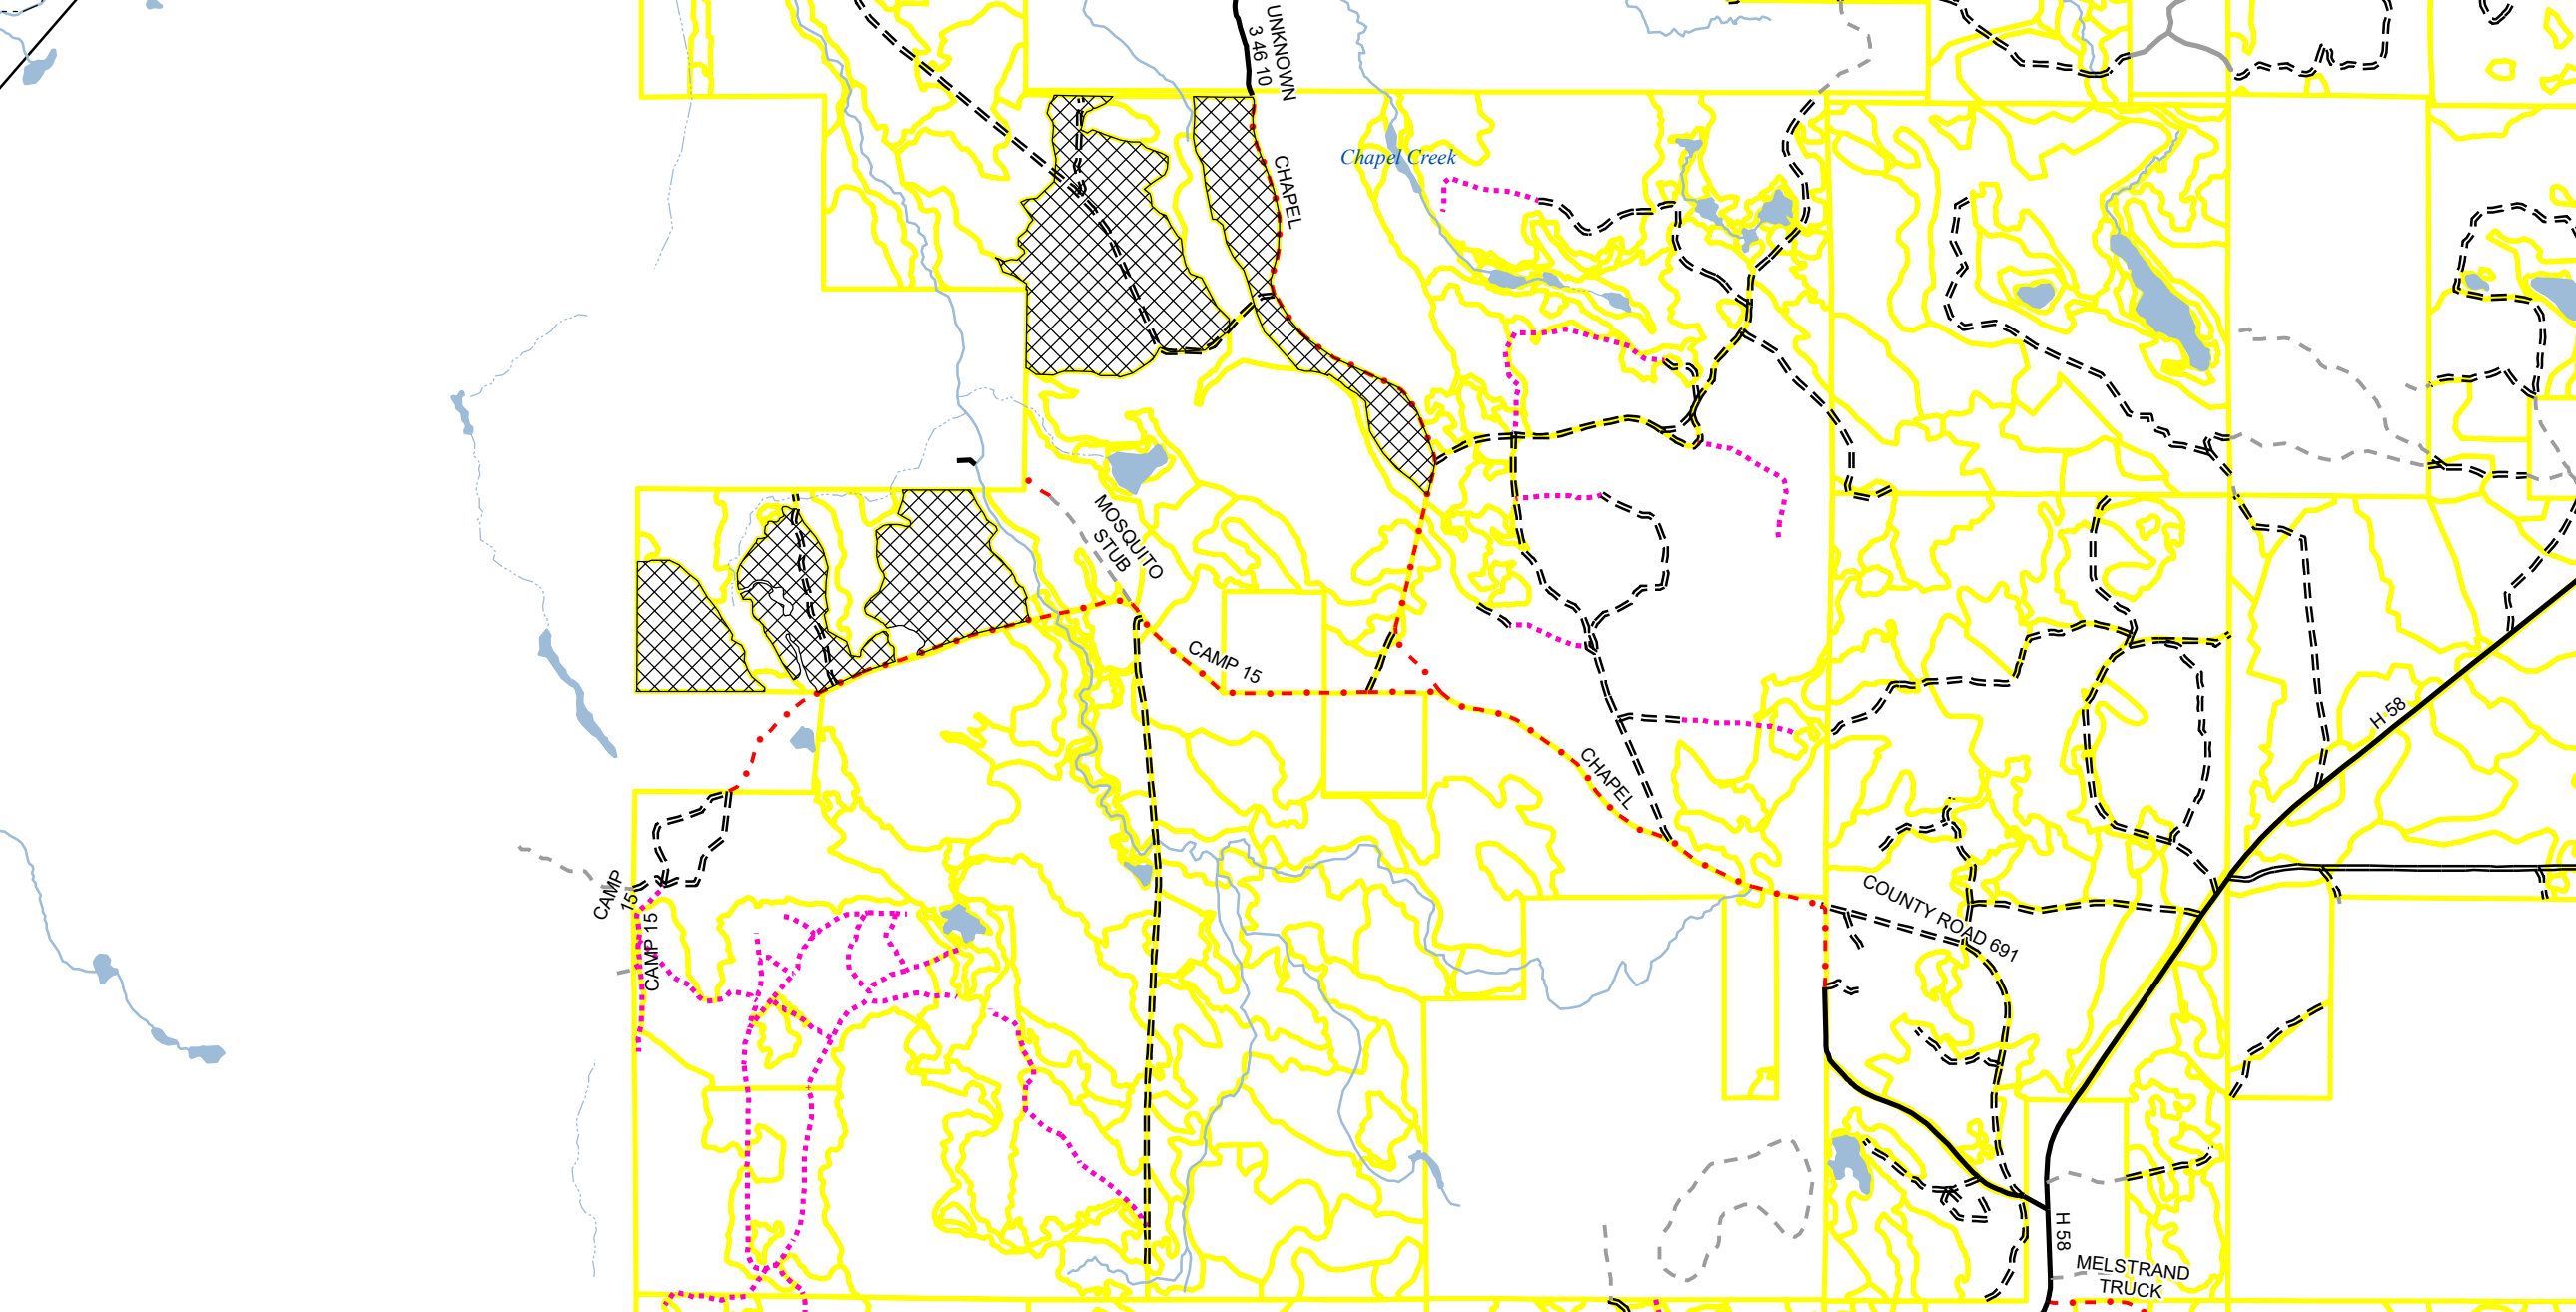 UNKNOWN
3 46 10
CHAPEL
Chapel Creek
MOSQUITO
STUB
CAMP 15
CHAPEL
H 58
CAMP
15
CAMP 15
COUNTY ROAD 691
H 58
MELSTRAND
TRUCK